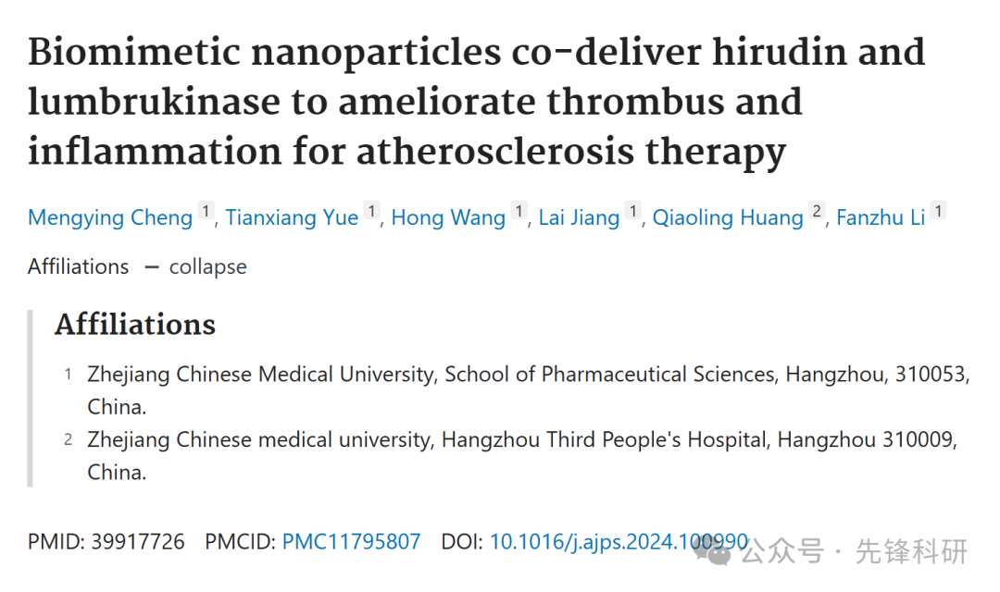 Biomimetic nanoparticles co-deliver hirudin and
lumbrukinase to ameliorate thrombus and
inflammation for atherosclerosis therapy
Mengying Cheng 1, Tianxiang Yue 1, Hong Wang 1, Lai Jiang 1, Qiaoling Huang 2, Fanzhu Li 1
Affiliations — collapse
Affiliations
1 Zhejiang Chinese Medical University, School of Pharmaceutical Sciences, Hangzhou, 310053,
China.
2 Zhejiang Chinese medical university, Hangzhou Third People's Hospital, Hangzhou 310009,
China.
PMID: 39917726 PMCID: PMC11795807 DOI: 10.1016/j.ajps.2024.100990
公众号 · 先锋科研